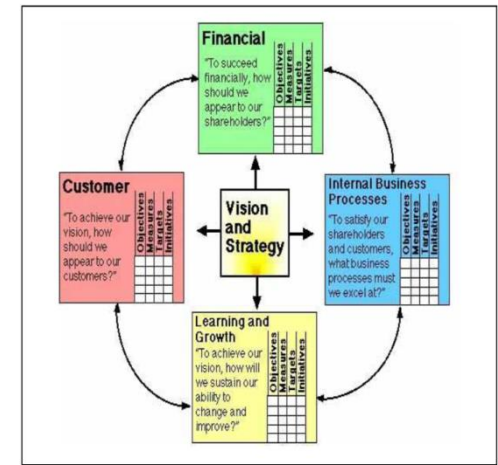 Financial
"To succeed
financially, how
should we
appear to our
shareholders?"
Objectives
Measures
Targets
Initiatives
Customer
"To achieve our
vision, how
should we
appear to our
customers?"
Objectives
Measures
Targets
Initiatives
Vision
and
Strategy
Internal Business
Processes
"To satisfy our
shareholders
and customers,
what business
processes must
we excel at?"
Objectives
Measures
Targets
Initiatives
Learning and
Growth
"To achieve our
vision, how will
we sustain our
ability to
change and
improve?"
Objectives
Measures
Targets
Initiatives